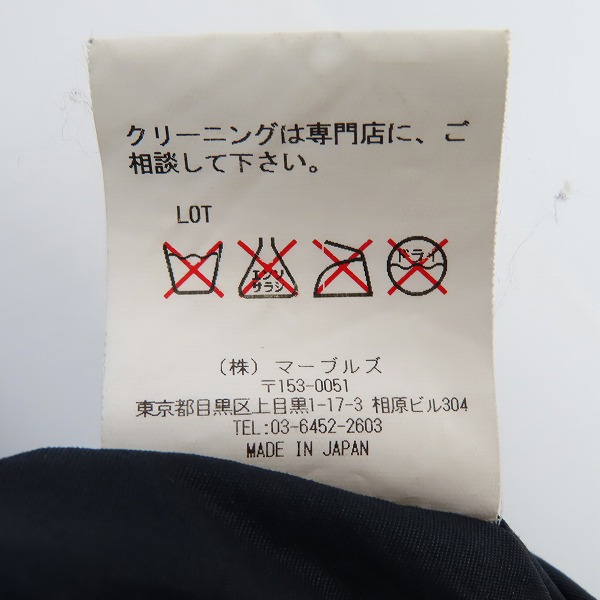 クリーニングは専門店に、ご
相談して下さい。
LOT
エンソ
サラシ
ドライ
(株) マーブルズ
〒153-0051
東京都目黒区上目黒1-17-3 相原ビル304
TEL:03-6452-2603
MADE IN JAPAN